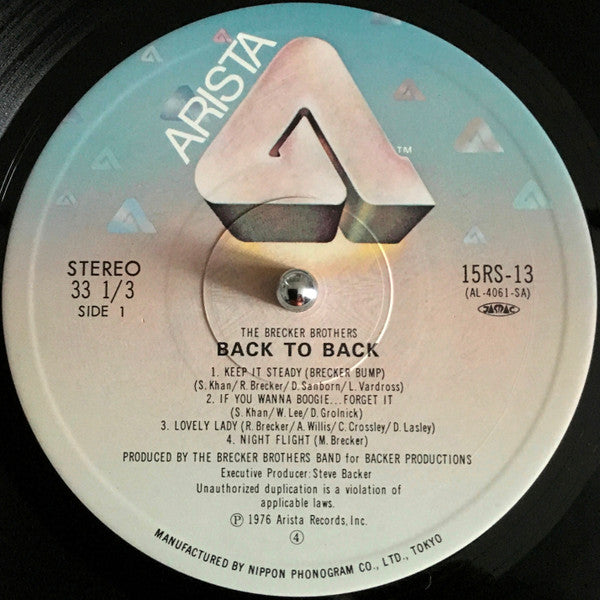 ARISTA
TM
STEREO
33 1/3
SIDE 1
15RS-13
(AL-4061-SA)
JASRAC
THE BRECKER BROTHERS
BACK TO BACK
1. KEEP IT STEADY (BRECKER BUMP)
(S. Khan/R. Brecker/D. Sanborn/L. Vardross)
2. IF YOU WANNA BOOGIE...FORGET IT
(S. Khan/W. Lee/D. Grolnick)
3. LOVELY LADY (R. Brecker/A. Willis/C. Crossley/D. Lasley)
4. NIGHT FLIGHT (M. Brecker)
PRODUCED BY THE BRECKER BROTHERS BAND for BACKER PRODUCTIONS
Executive Producer: Steve Backer
Unauthorized duplication is a violation of
applicable laws.
Ⓟ 1976 Arista Records, Inc.
④
MANUFACTURED BY NIPPON PHONOGRAM CO., LTD., TOKYO